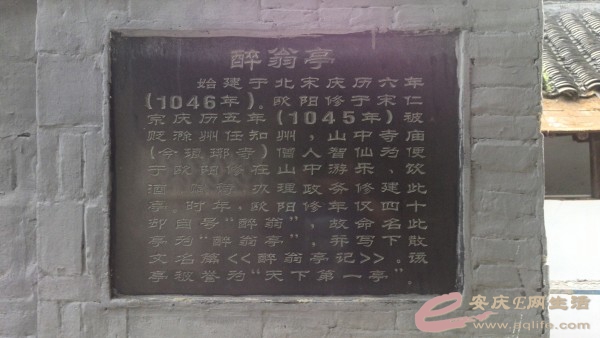 醉翁亭
始建于北宋庆历六年
(1046年)。欧阳修于宋仁
宗庆历五年(1045年)被
贬滁州任知州,山中寺庙
(今琅琊寺)僧人智仙为便
于欧阳修在山中游乐、饮
酒、办理政务修建此
亭。时年,欧阳修年仅四十
却自号“醉翁”,故命名此
亭为“醉翁亭”,并写下散
文名篇<<醉翁亭记>>。该
亭被誉为“天下第一亭”。
安庆E网生活
www.jjqlife.com